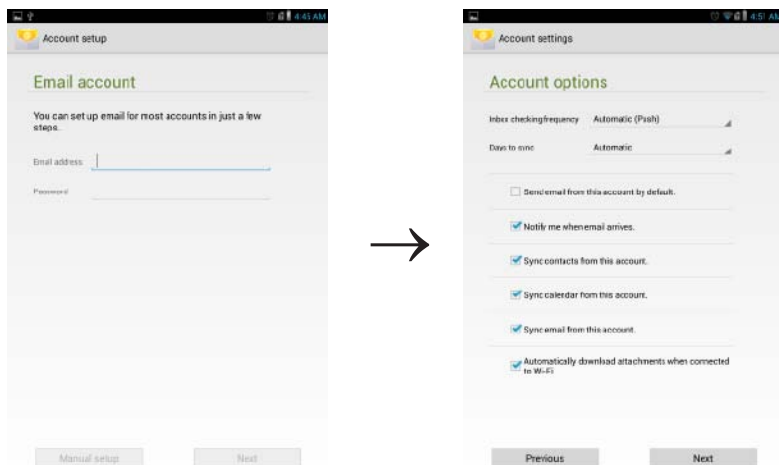 4:45 AM
Account setup
Email account
You can set up email for most accounts in just a few
steps.
Email address
Password
Manual setup
Next
→
4:51 AM
Account settings
Account options
Inbox checking frequency Automatic (Push)
Days to sync Automatic
Send email from this account by default.
Notify me when email arrives.
Sync contacts from this account.
Sync calendar from this account.
Sync email from this account.
Automatically download attachments when connected
to Wi-Fi
Previous
Next